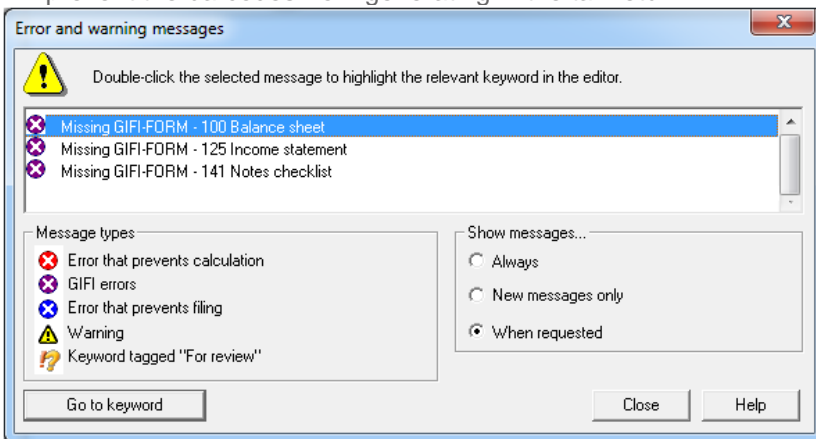 Error and warning messages
Double-click the selected message to highlight the relevant keyword in the editor.
Missing GIFI-FORM - 100 Balance sheet
Missing GIFI-FORM - 125 Income statement
Missing GIFI-FORM - 141 Notes checklist
Message types
Error that prevents calculation
GIFI errors
Error that prevents filing
Warning
Keyword tagged "For review"
Show messages...
Always
New messages only
When requested
Go to keyword
Close
Help